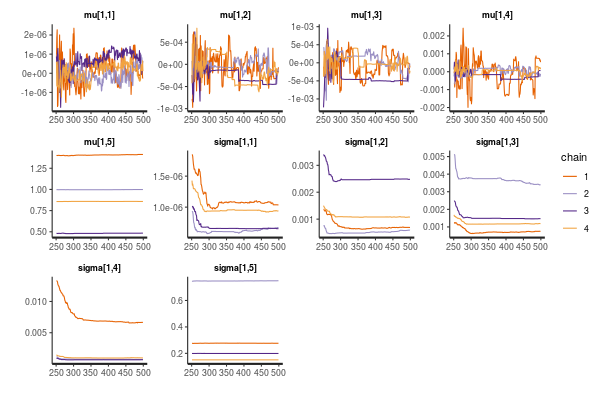 mu[1,1] mu[1,2] mu[1,3] mu[1,4]
2e-06
1e-06
0e+00
-1e-06
5e-04
0e+00
-5e-04
-1e-03
1e-03
5e-04
0e+00
-5e-04
-1e-03
0.002
0.001
0.000
-0.001
-0.002
250 300 350 400 450 500 250 300 350 400 450 500 250 300 350 400 450 500 250 300 350 400 450 500
mu[1,5] sigma[1,1] sigma[1,2] sigma[1,3]
1.25
1.00
0.75
0.50
1.5e-06
1.0e-06
0.003
0.002
0.001
0.005
0.004
0.003
0.002
0.001
250 300 350 400 450 500 250 300 350 400 450 500 250 300 350 400 450 500 250 300 350 400 450 500
chain
1
2
3
4
sigma[1,4] sigma[1,5]
0.010
0.005
0.6
0.4
0.2
250 300 350 400 450 500 250 300 350 400 450 500